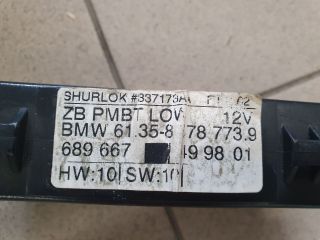 SHURLOK #337173A
ZB PMBT LOW 12V
BMW 61.35-8 78 773.9
689 667 49 98 01
HW:10 SW:10